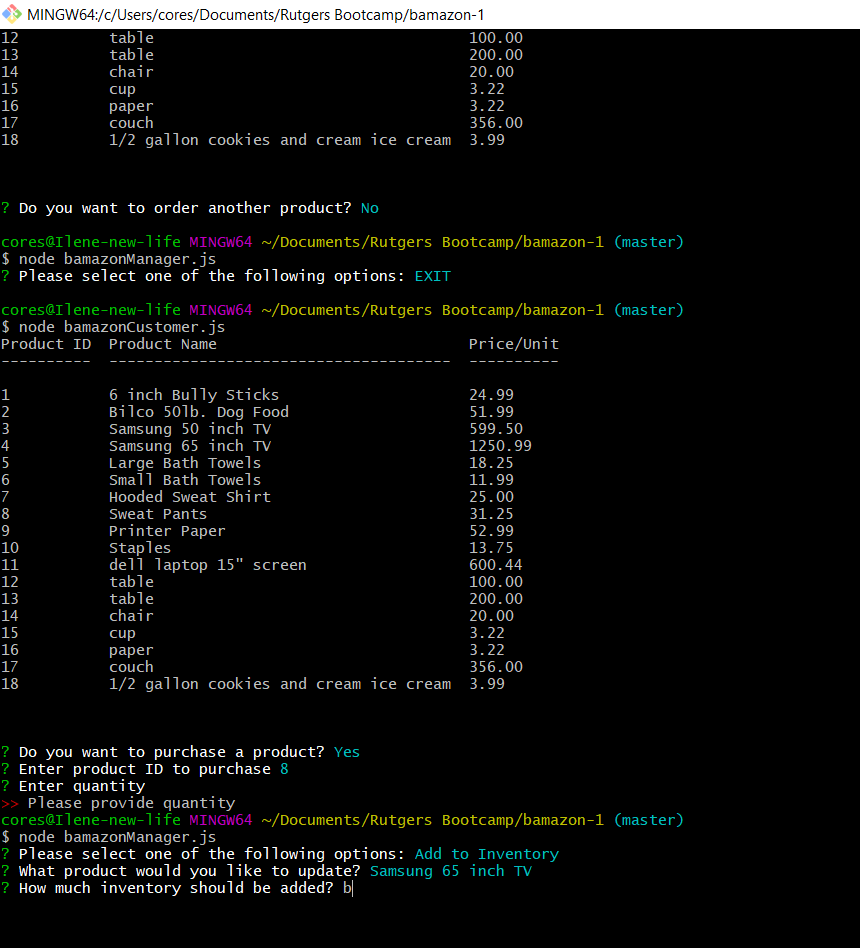 MINGW64:/c/Users/cores/Documents/Rutgers Bootcamp/bamazon-1
12 table 100.00
13 table 200.00
14 chair 20.00
15 cup 3.22
16 paper 3.22
17 couch 356.00
18 1/2 gallon cookies and cream ice cream 3.99
? Do you want to order another product? No
cores@Ilene-new-life MINGW64 ~/Documents/Rutgers Bootcamp/bamazon-1 (master)
$ node bamazonManager.js
? Please select one of the following options: EXIT
cores@Ilene-new-life MINGW64 ~/Documents/Rutgers Bootcamp/bamazon-1 (master)
$ node bamazonCustomer.js
Product ID  Product Name                            Price/Unit
----------  --------------------------------------  ----------
1 6 inch Bully Sticks 24.99
2 Bilco 50lb. Dog Food 51.99
3 Samsung 50 inch TV 599.50
4 Samsung 65 inch TV 1250.99
5 Large Bath Towels 18.25
6 Small Bath Towels 11.99
7 Hooded Sweat Shirt 25.00
8 Sweat Pants 31.25
9 Printer Paper 52.99
10 Staples 13.75
11 dell laptop 15" screen 600.44
12 table 100.00
13 table 200.00
14 chair 20.00
15 cup 3.22
16 paper 3.22
17 couch 356.00
18 1/2 gallon cookies and cream ice cream 3.99
? Do you want to purchase a product? Yes
? Enter product ID to purchase 8
? Enter quantity
>> Please provide quantity
cores@Ilene-new-life MINGW64 ~/Documents/Rutgers Bootcamp/bamazon-1 (master)
$ node bamazonManager.js
? Please select one of the following options: Add to Inventory
? What product would you like to update? Samsung 65 inch TV
? How much inventory should be added? b